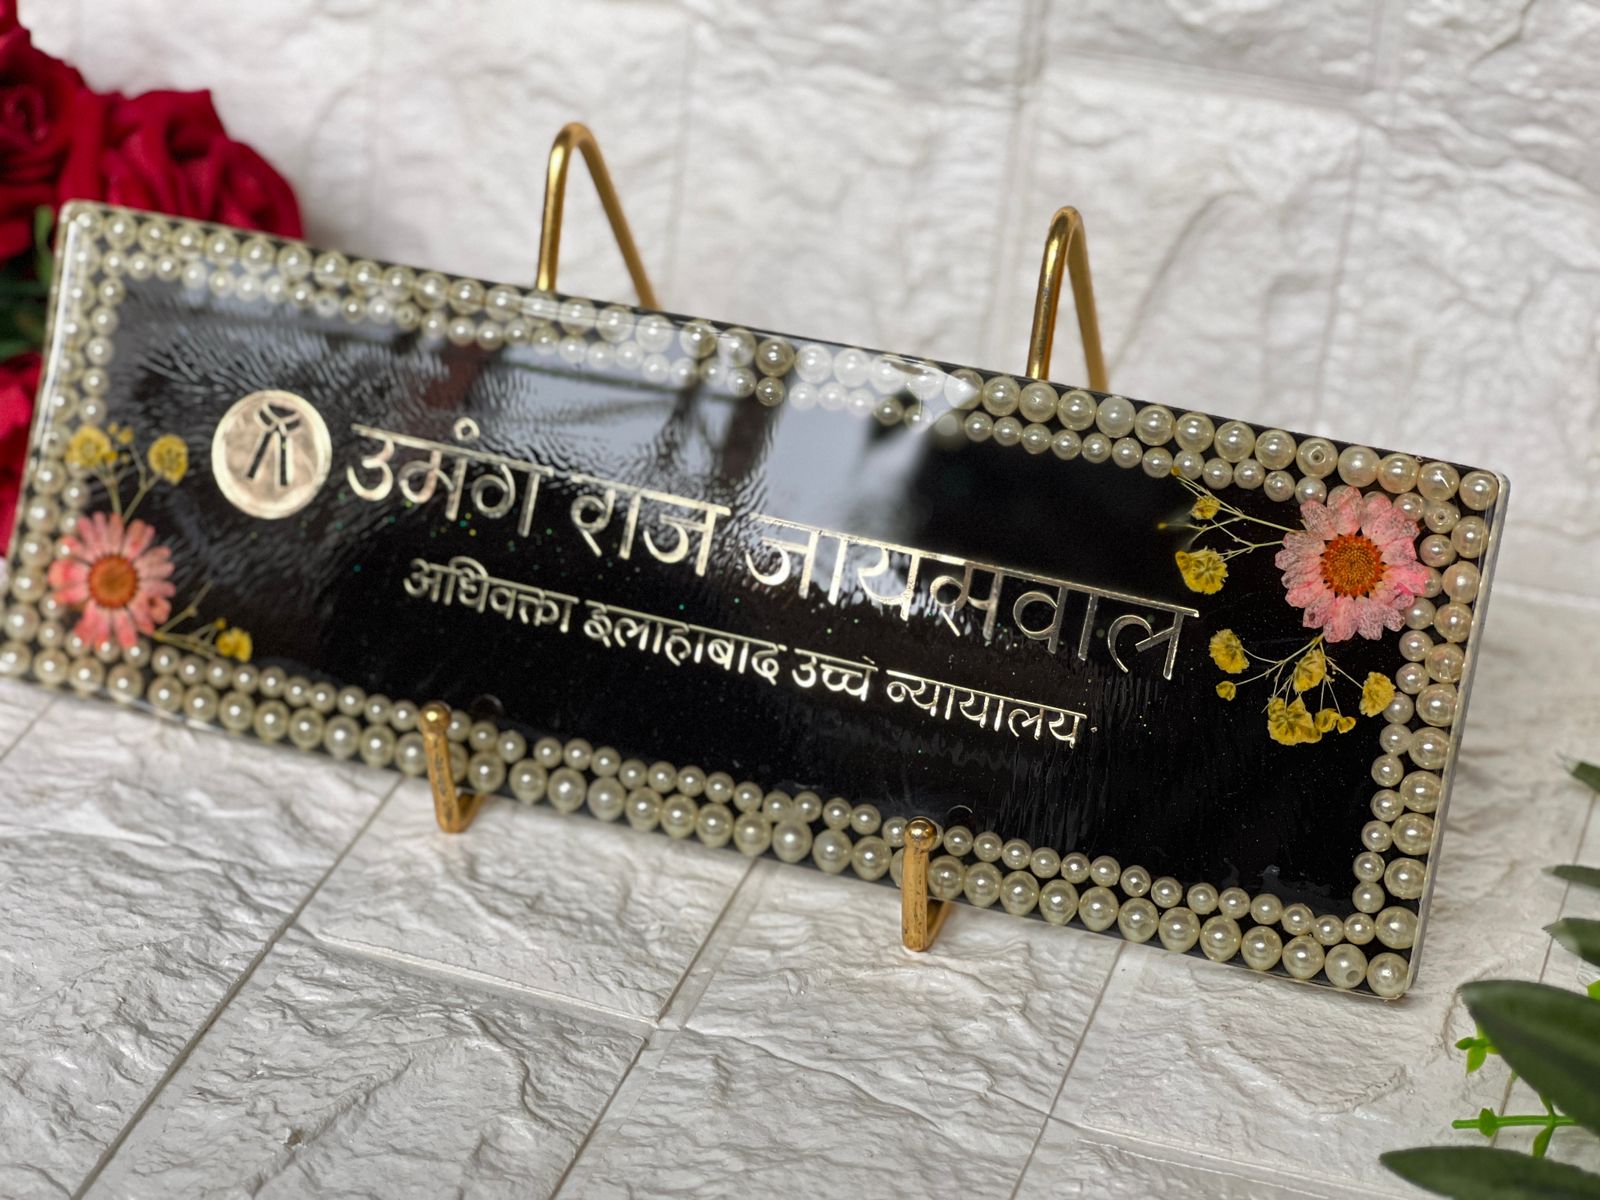 उमंग राज जायसवाल
अधिवक्ता इलाहाबाद उच्च न्यायालय